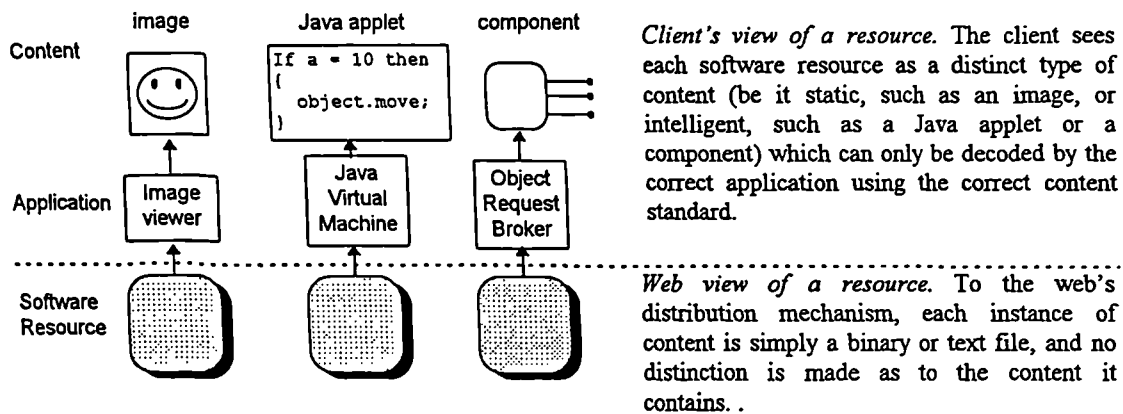 image
Java applet
component
Content
If a = 10 then
{
object.move;
}
Application
Image
viewer
Java
Virtual
Machine
Object
Request
Broker
Software
Resource
Client's view of a resource. The client sees
each software resource as a distinct type of
content (be it static, such as an image, or
intelligent, such as a Java applet or a
component) which can only be decoded by the
correct application using the correct content
standard.
Web view of a resource. To the web's
distribution mechanism, each instance of
content is simply a binary or text file, and no
distinction is made as to the content it
contains. .